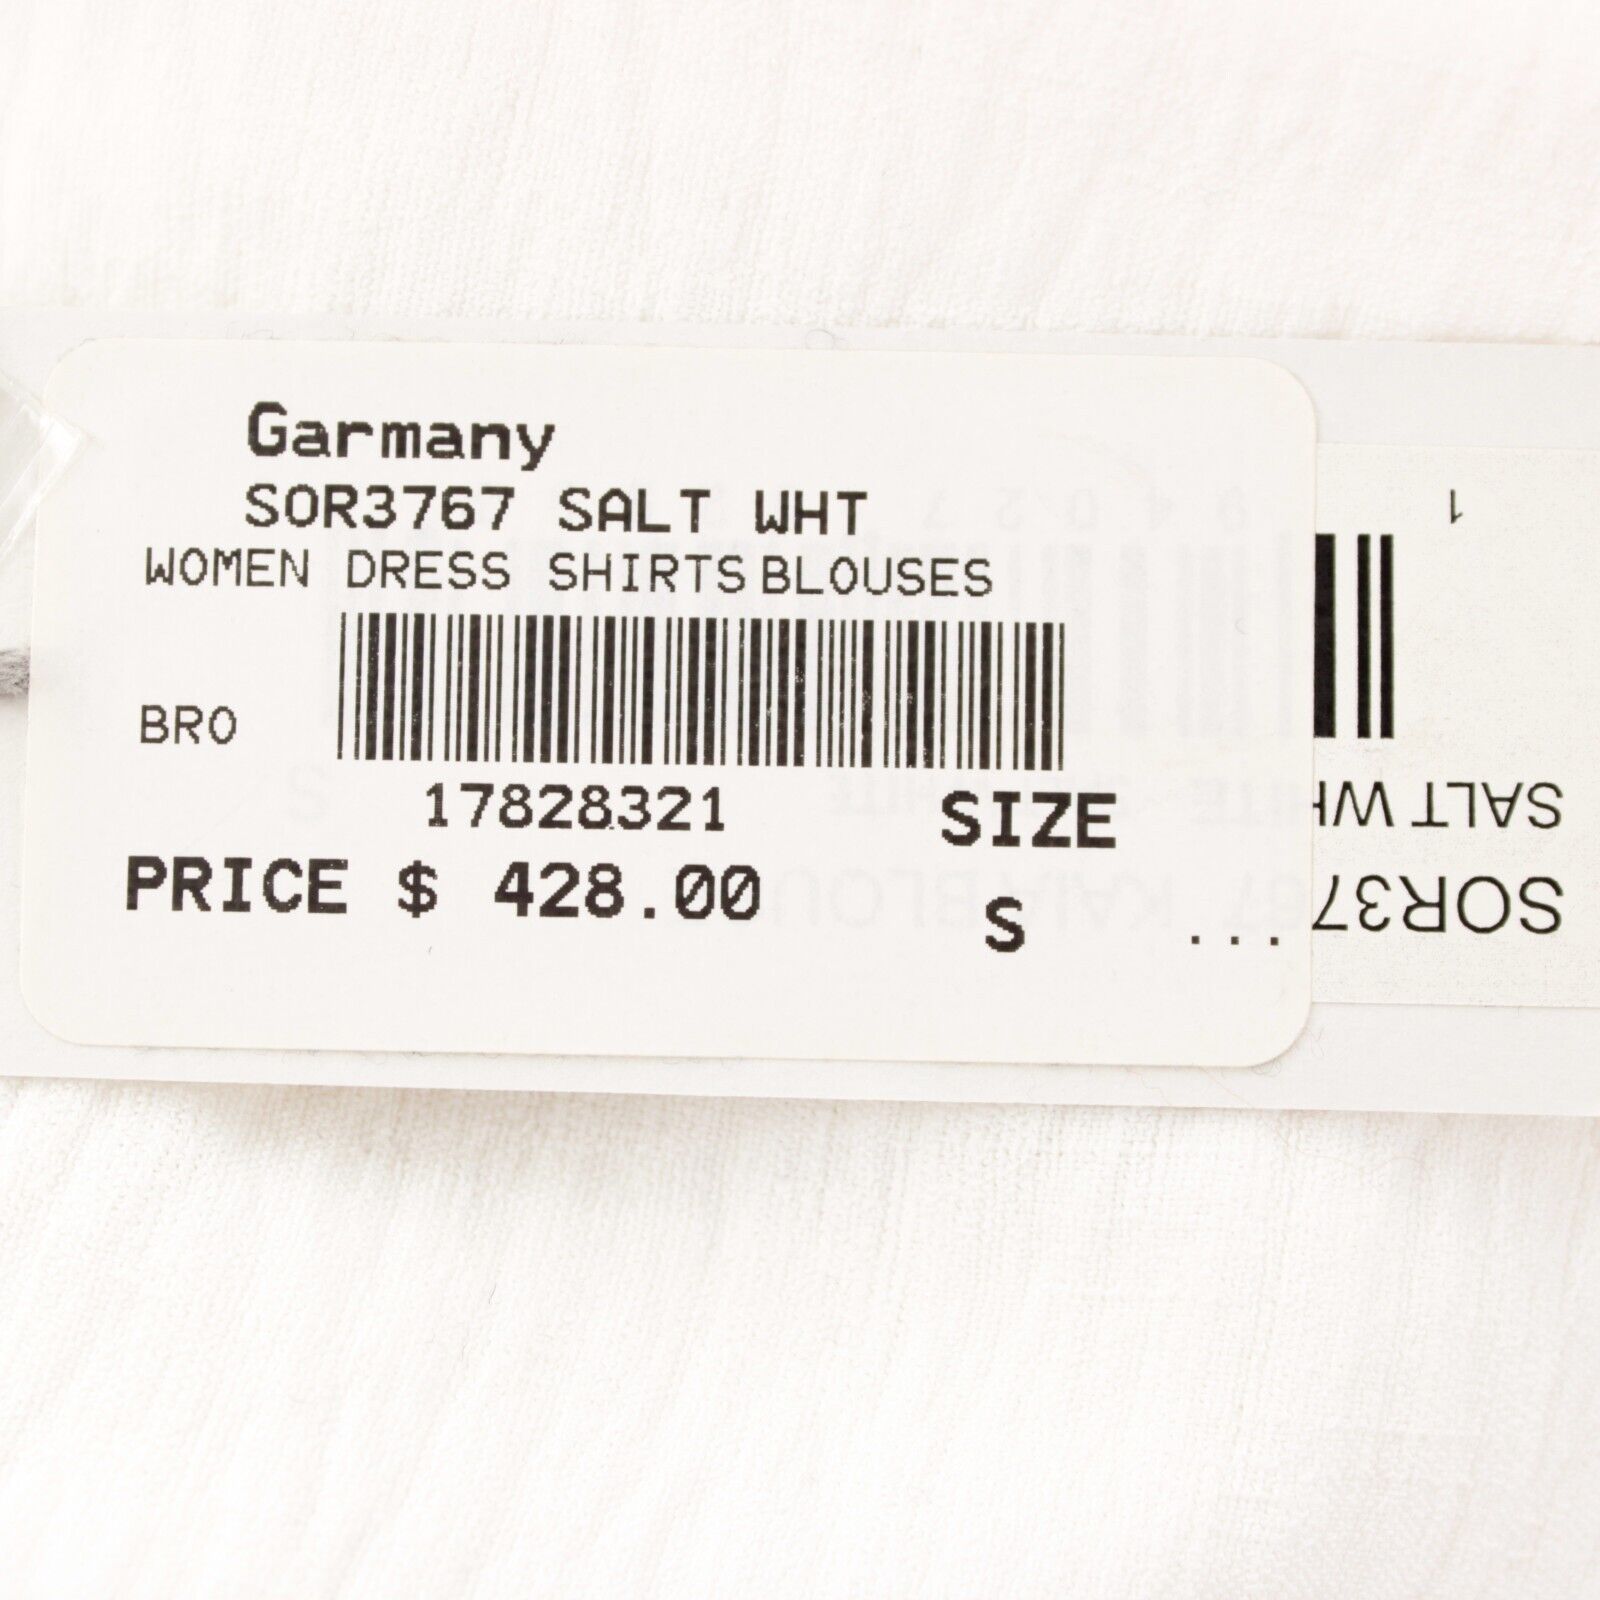 Garmany
SOR3767 SALT WHT
WOMEN DRESS SHIRTS BLOUSES
BRO
17828321
SIZE
PRICE $ 428.00
S
...
1
SALT WH
SOR37